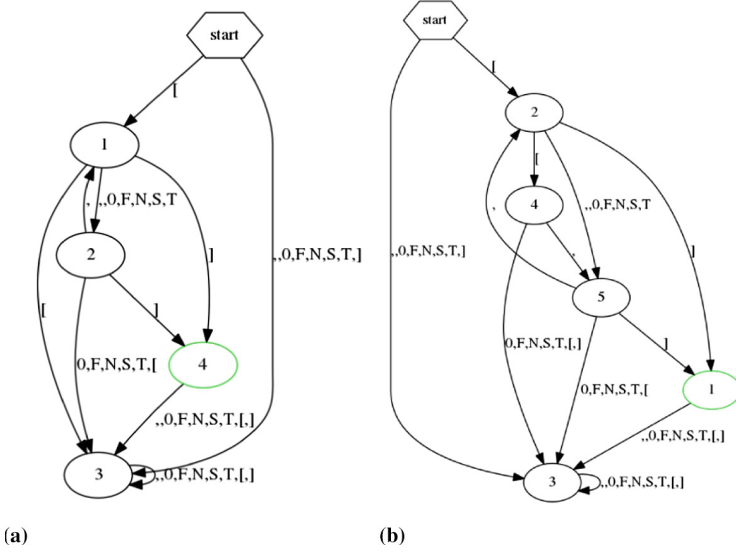 start
[
1
, ,,0,F,N,S,T
2
[
]
]
,,0,F,N,S,T,]
0,F,N,S,T,[
4
,,0,F,N,S,T,[,]
3
,,0,F,N,S,T,[,]
(a)
start
[
2
[
4
,
,,0,F,N,S,T
,
]
,,0,F,N,S,T,]
5
0,F,N,S,T,[,]
]
0,F,N,S,T,[
1
,,0,F,N,S,T,[,]
3
,,0,F,N,S,T,[,]
(b)